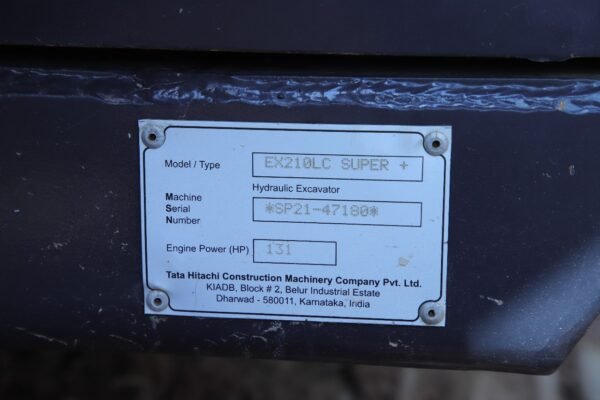 Model / Type EX210LC SUPER +
Hydraulic Excavator
Machine
Serial *SP21-47180*
Number
Engine Power (HP) 131
Tata Hitachi Construction Machinery Company Pvt. Ltd.
KIADB, Block # 2, Belur Industrial Estate
Dharwad - 580011, Karnataka, India